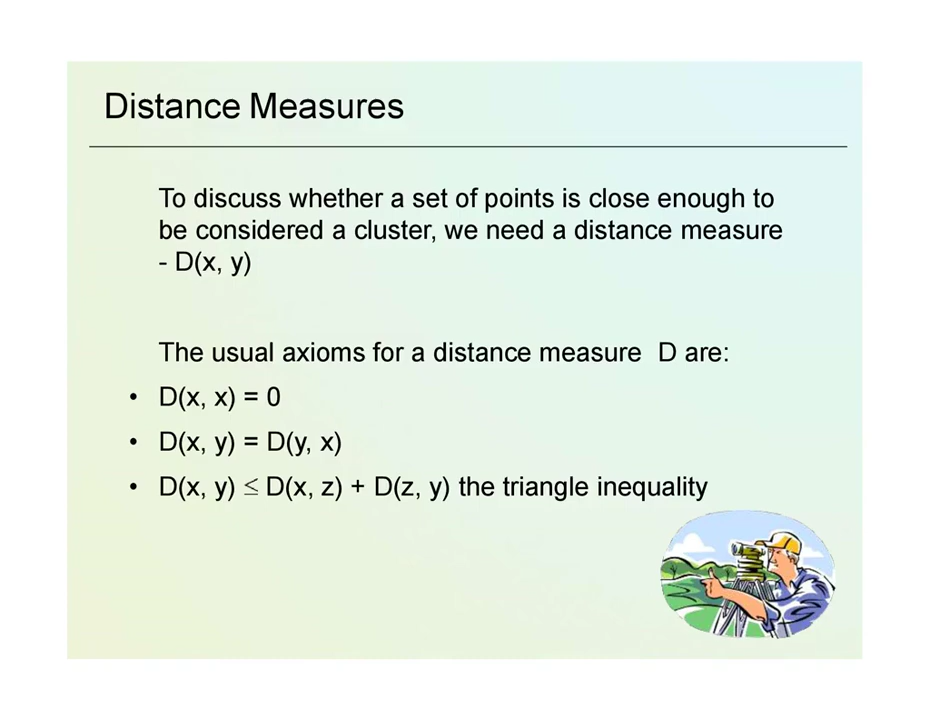 Distance Measures
To discuss whether a set of points is close enough to
be considered a cluster, we need a distance measure
- D(x, y)
The usual axioms for a distance measure  D are:
• D(x, x) = 0
• D(x, y) = D(y, x)
• D(x, y) ≤ D(x, z) + D(z, y) the triangle inequality